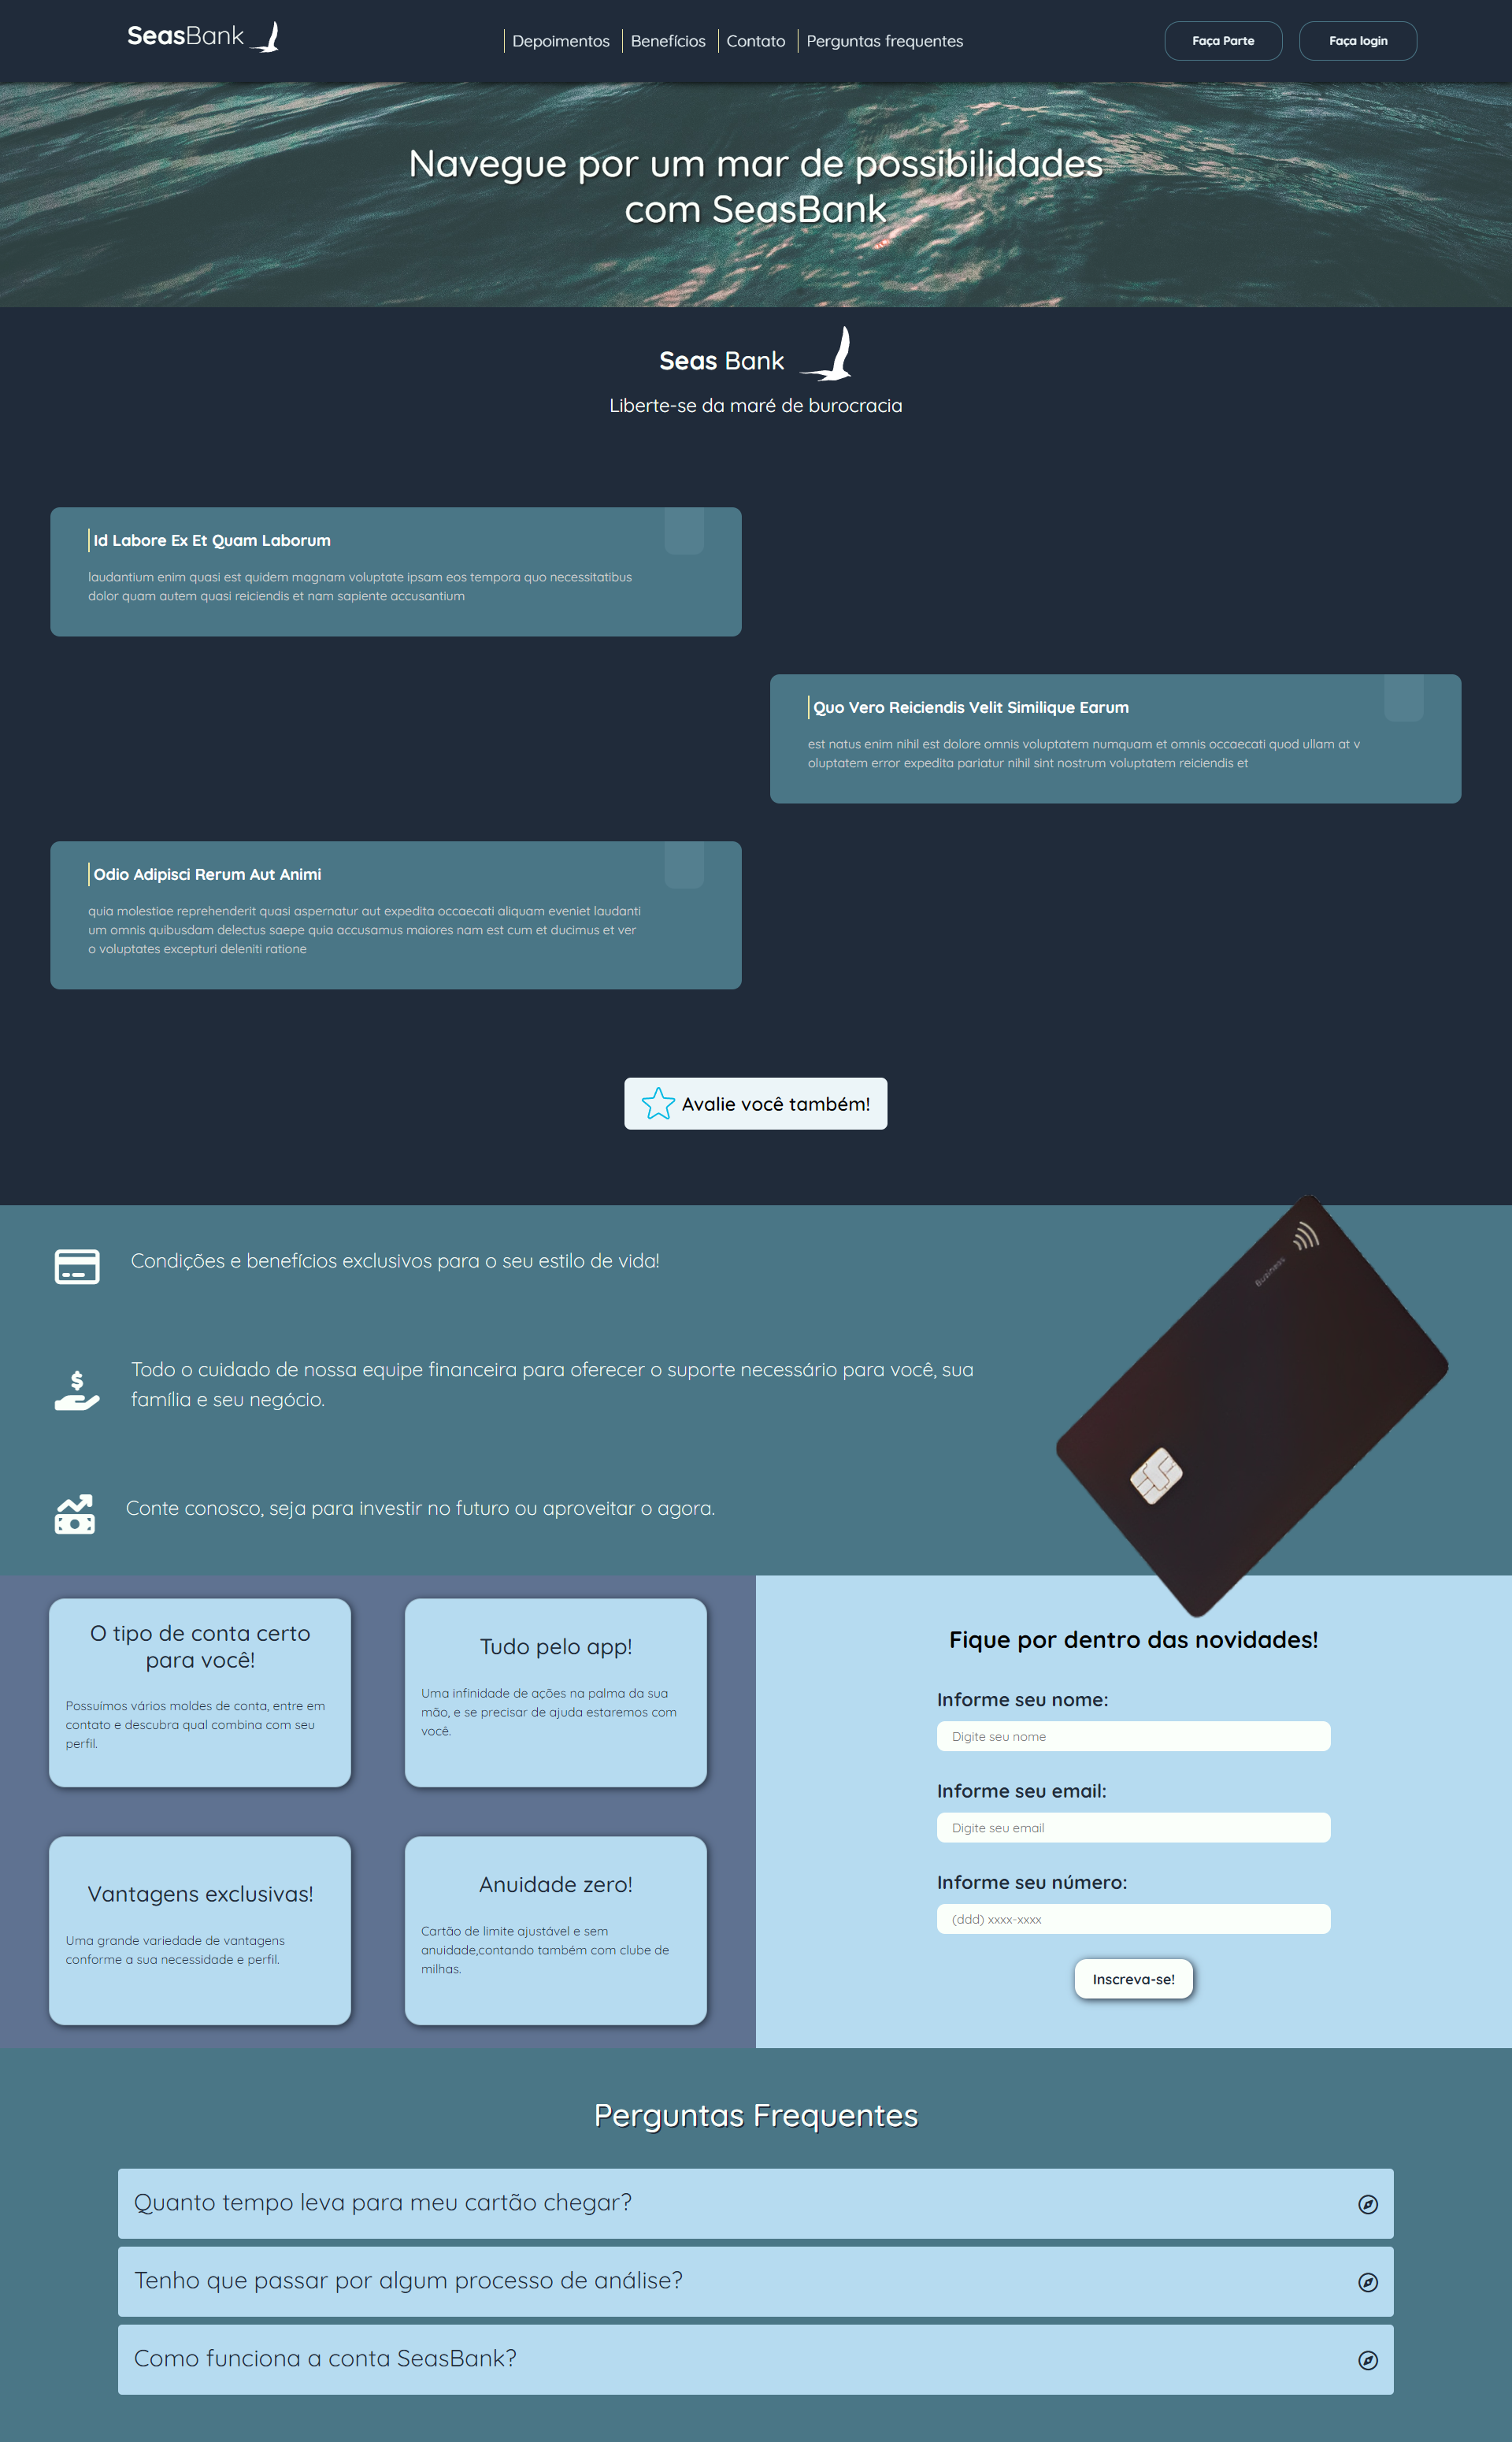 SeasBank
Depoimentos
Benefícios
Contato
Perguntas frequentes
Faça Parte
Faça login
Navegue por um mar de possibilidades
com SeasBank
Seas Bank
Liberte-se da maré de burocracia
Id Labore Ex Et Quam Laborum
laudantium enim quasi est quidem magnam voluptate ipsam eos tempora quo necessitatibus
dolor quam autem quasi reiciendis et nam sapiente accusantium
Quo Vero Reiciendis Velit Similique Earum
est natus enim nihil est dolore omnis voluptatem numquam et omnis occaecati quod ullam at v
oluptatem error expedita pariatur nihil sint nostrum voluptatem reiciendis et
Odio Adipisci Rerum Aut Animi
quia molestiae reprehenderit quasi aspernatur aut expedita occaecati aliquam eveniet laudanti
um omnis quibusdam delectus saepe quia accusamus maiores nam est cum et ducimus et ver
o voluptates excepturi deleniti ratione
Avalie você também!
Condições e benefícios exclusivos para o seu estilo de vida!
Todo o cuidado de nossa equipe financeira para oferecer o suporte necessário para você, sua
família e seu negócio.
Conte conosco, seja para investir no futuro ou aproveitar o agora.
Buziness
O tipo de conta certo
para você!
Possuímos vários moldes de conta, entre em
contato e descubra qual combina com seu
perfil.
Tudo pelo app!
Uma infinidade de ações na palma da sua
mão, e se precisar de ajuda estaremos com
você.
Vantagens exclusivas!
Uma grande variedade de vantagens
conforme a sua necessidade e perfil.
Anuidade zero!
Cartão de limite ajustável e sem
anuidade,contando também com clube de
milhas.
Fique por dentro das novidades!
Informe seu nome:
Digite seu nome
Informe seu email:
Digite seu email
Informe seu número:
(ddd) xxxx-xxxx
Inscreva-se!
Perguntas Frequentes
Quanto tempo leva para meu cartão chegar?
Tenho que passar por algum processo de análise?
Como funciona a conta SeasBank?